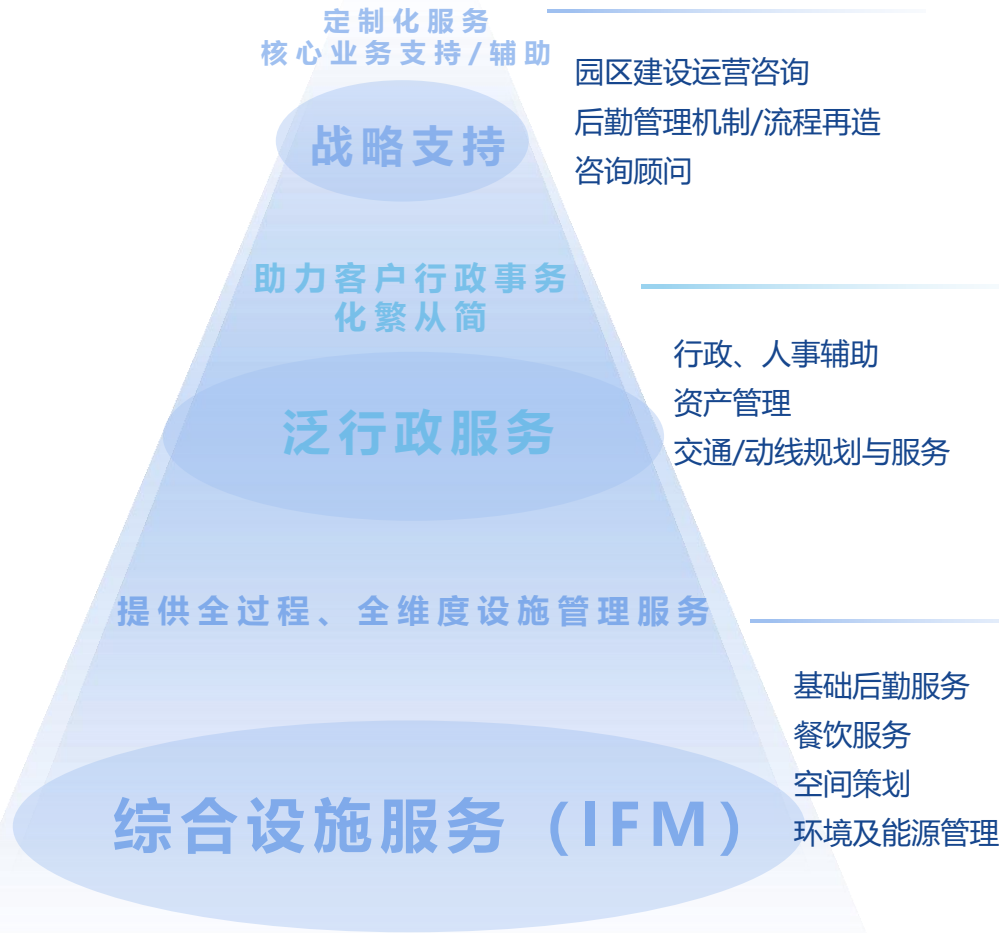 定制化服务
核心业务支持/辅助
战略支持
园区建设运营咨询
后勤管理机制/流程再造
咨询顾问
助力客户行政事务
化繁从简
泛行政服务
行政、人事辅助
资产管理
交通/动线规划与服务
提供全过程、全维度设施管理服务
综合设施服务（IFM）
基础后勤服务
餐饮服务
空间策划
环境及能源管理